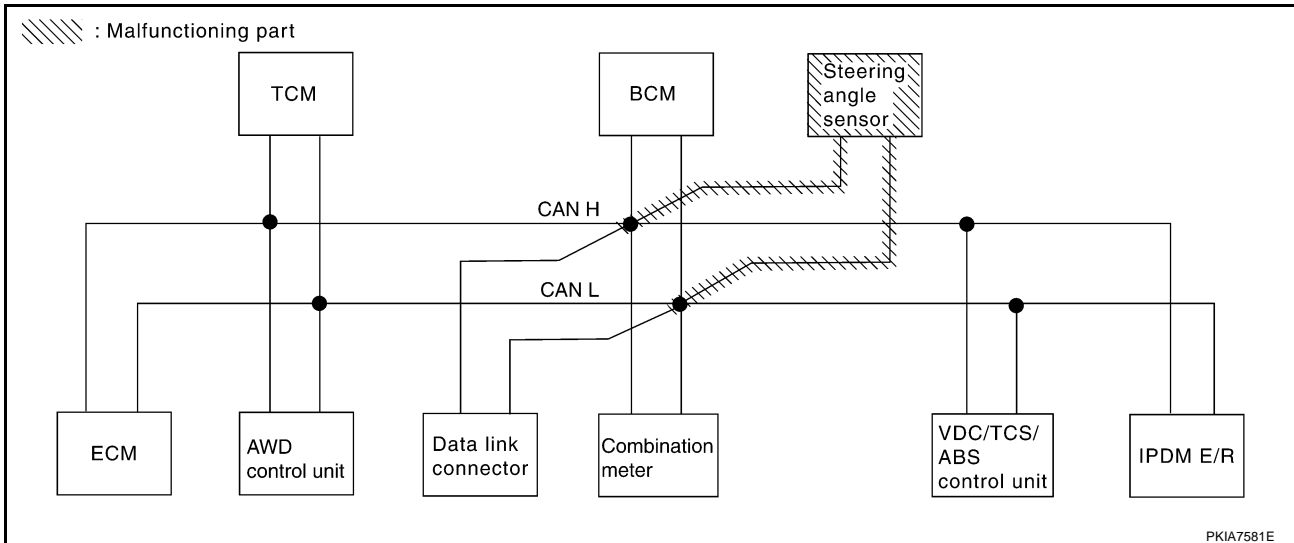 : Malfunctioning part
TCM
BCM
Steering
angle
sensor
CAN H
CAN L
ECM
AWD
control unit
Data link
connector
Combination
meter
VDC/TCS/
ABS
control unit
IPDM E/R
PKIA7581E